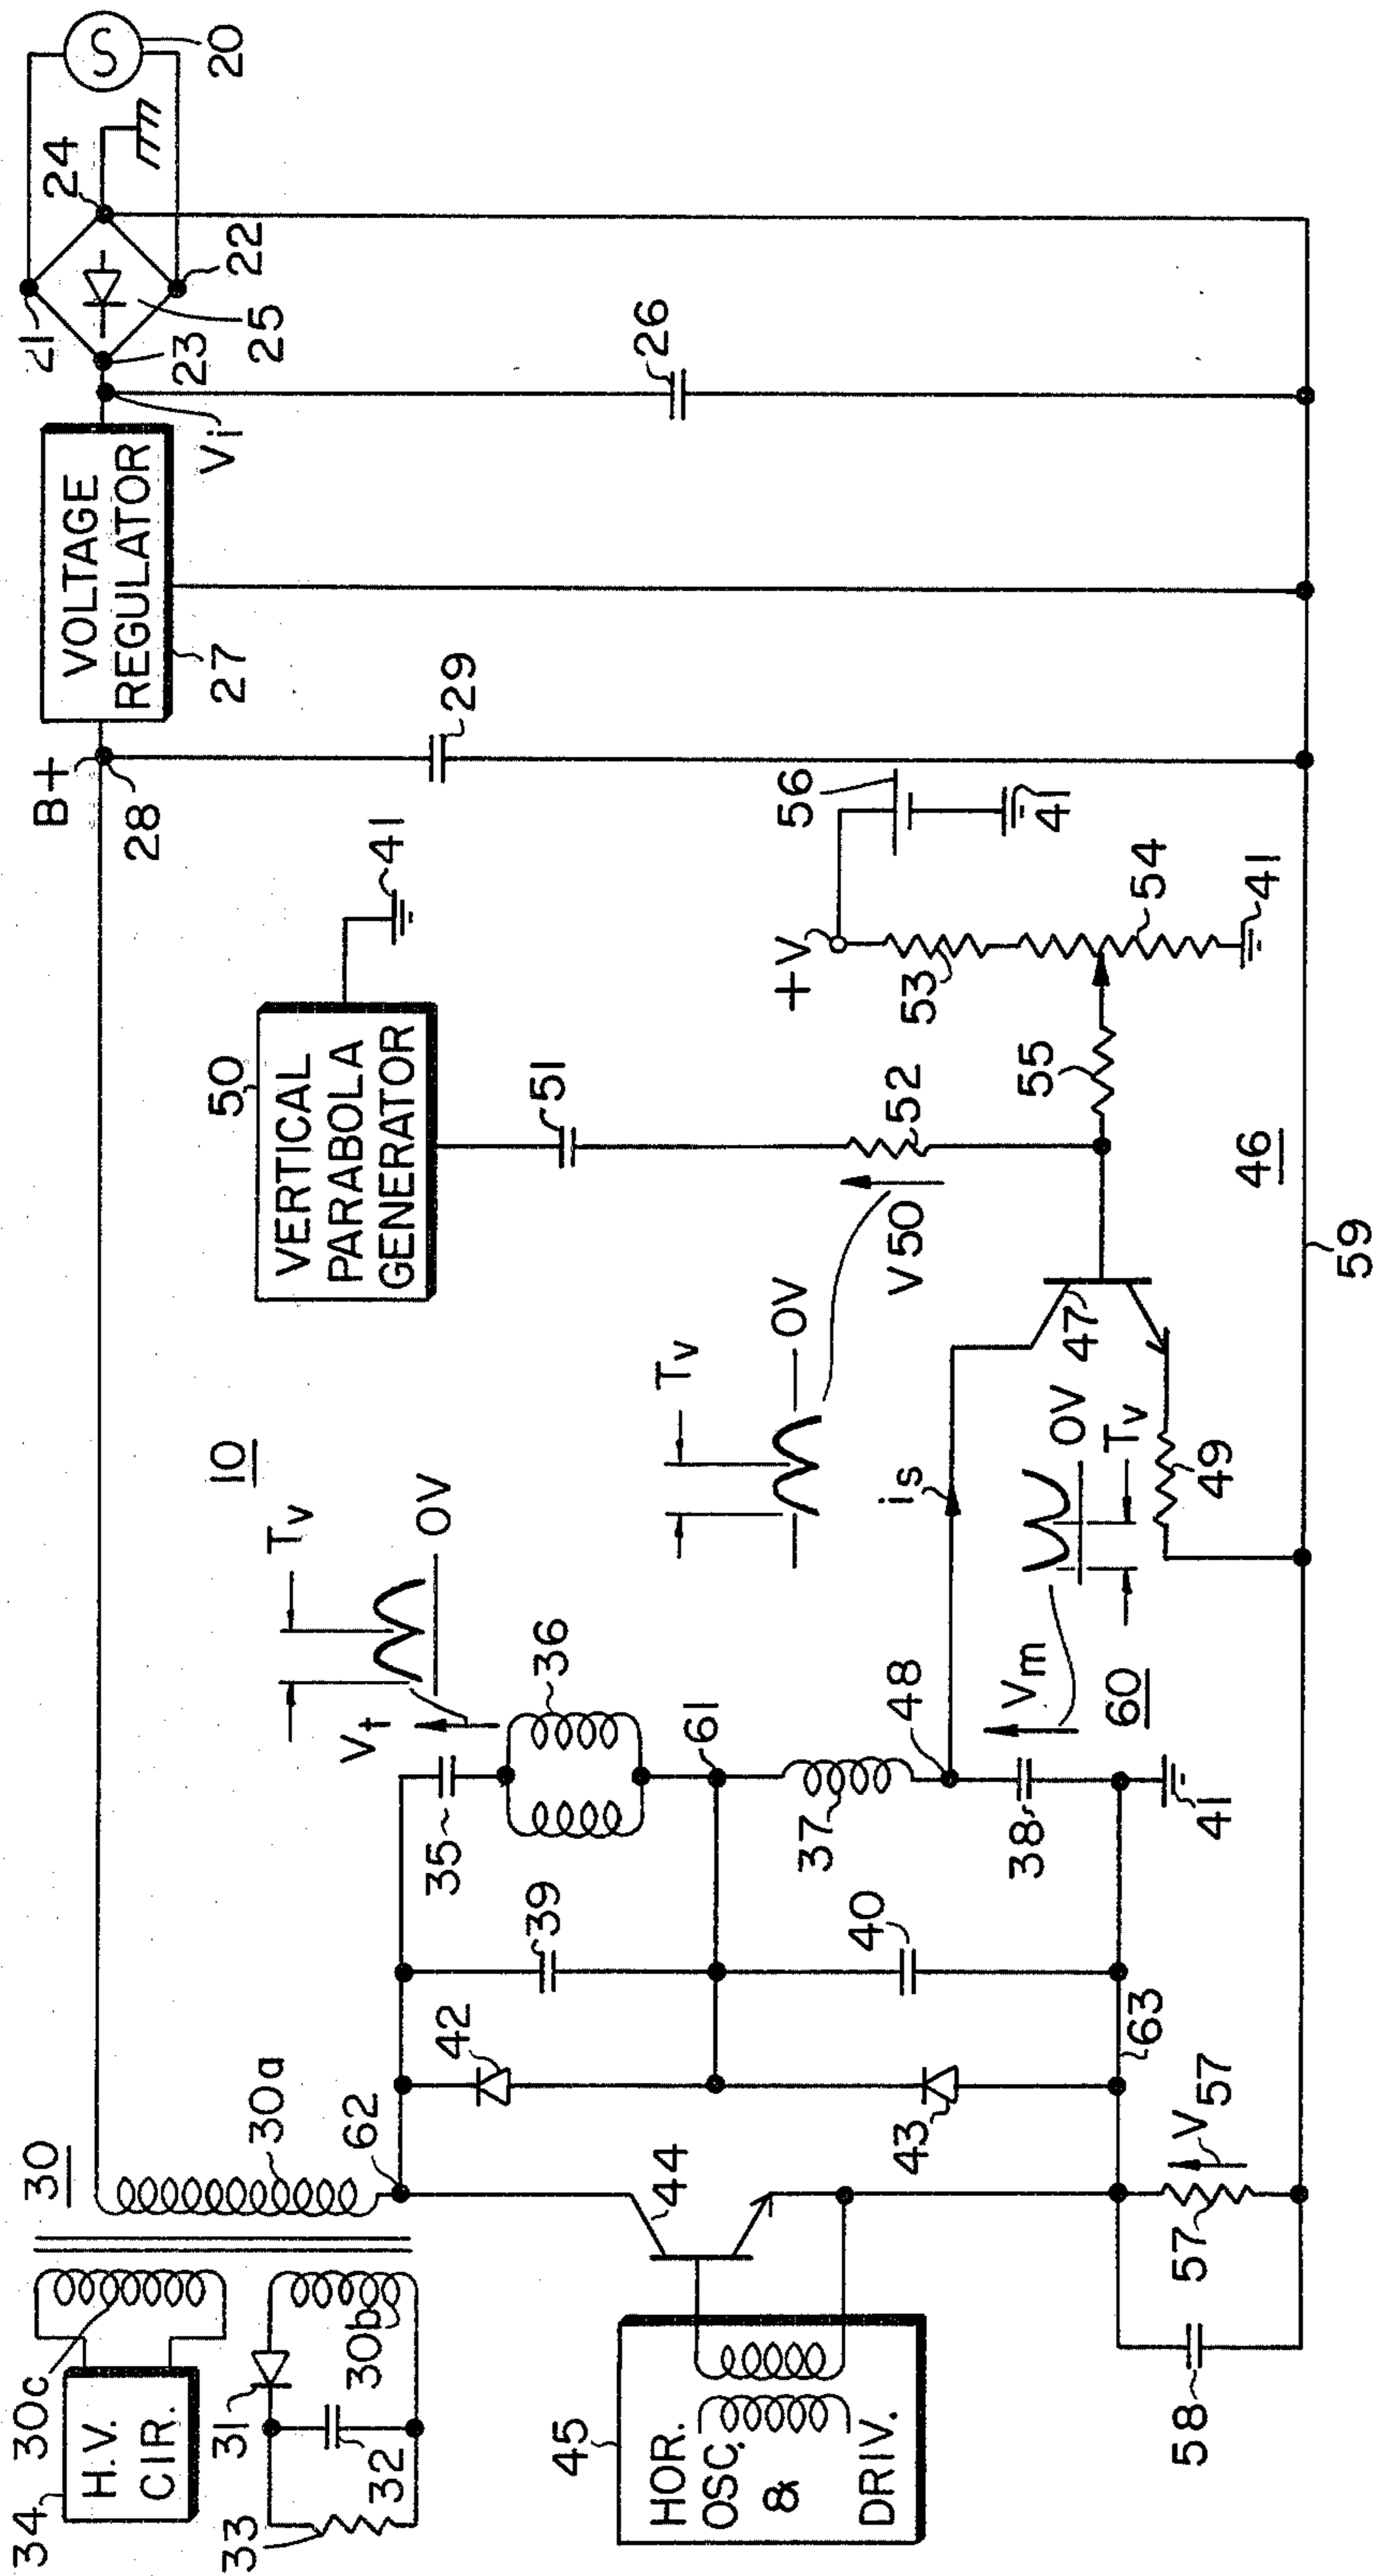 20
24
21
22
23
25
Vi
26
VOLTAGE
REGULATOR
27
B+
28
29
41
56
41
+V
53
54
41
55
50
VERTICAL
PARABOLA
GENERATOR
51
52
V50
46
59
10
Tv
0V
47
is
0V
Tv
49
Tv
0V
Vt
36
35
61
48
Vm
60
37
38
41
39
40
42
43
63
30
30a
62
44
V57
57
58
30c
34
H.V.
CIR.
31
30b
32
33
45
HOR.
OSC.
&
DRIV.